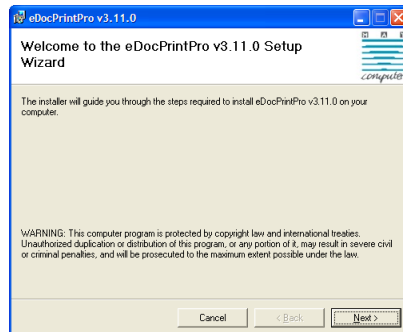 eDocPrintPro v3.11.0
Welcome to the eDocPrintPro v3.11.0 Setup
Wizard
computer
The installer will guide you through the steps required to install eDocPrintPro v3.11.0 on your
computer.
WARNING: This computer program is protected by copyright law and international treaties.
Unauthorized duplication or distribution of this program, or any portion of it, may result in severe civil
or criminal penalties, and will be prosecuted to the maximum extent possible under the law.
Cancel
< Back
Next >